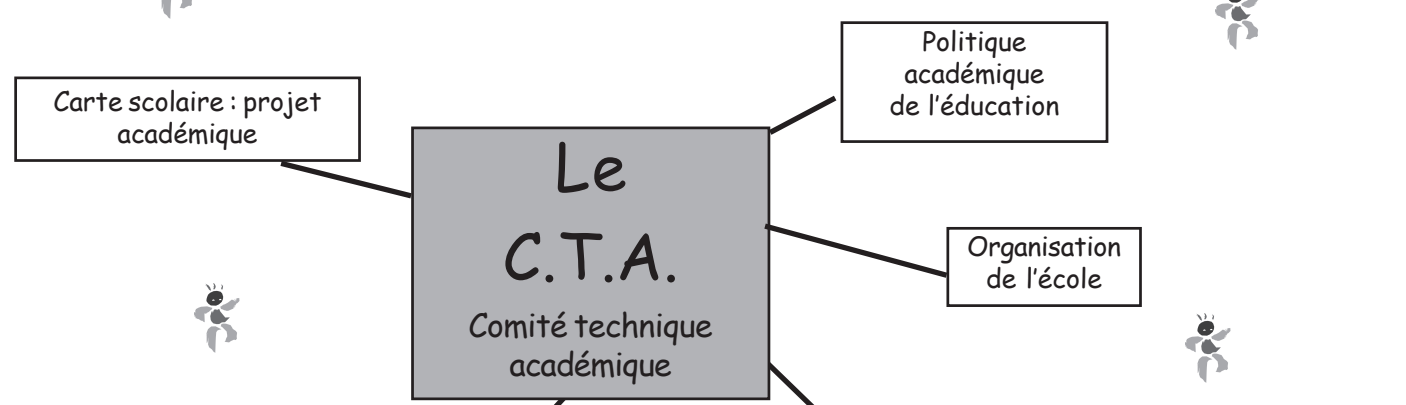 Politique
académique
de l'éducation
Carte scolaire : projet
académique
Le
C.T.A.
Comité technique
académique
Organisation
de l'école